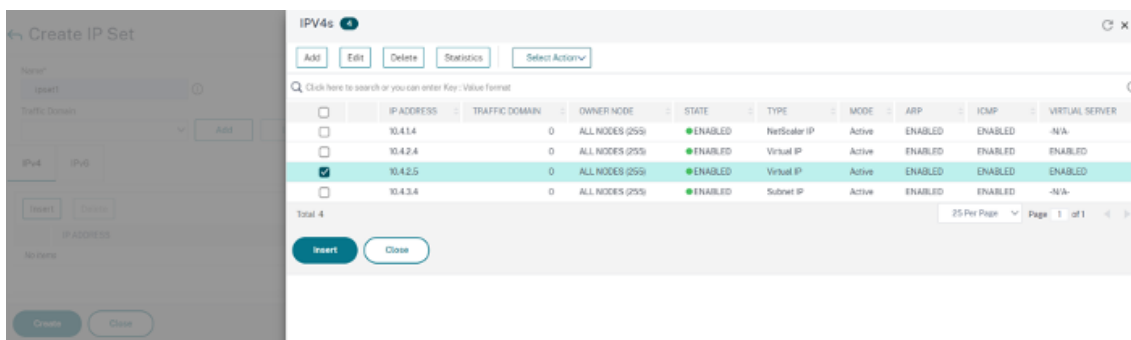 Create IP Set
Name*
ipset1
Traffic Domain
Add
IPv4 IPv6
Insert Delete
IP ADDRESS
No items
Create Close
IPV4s 4
Add Edit Delete Statistics Select Action
Click here to search or you can enter Key : Value format
IP ADDRESS TRAFFIC DOMAIN OWNER NODE STATE TYPE MODE ARP ICMP VIRTUAL SERVER
10.4.1.4 0 ALL NODES (255) ENABLED NetScaler IP Active ENABLED ENABLED -N/A-
10.4.2.4 0 ALL NODES (255) ENABLED Virtual IP Active ENABLED ENABLED ENABLED
10.4.2.5 0 ALL NODES (255) ENABLED Virtual IP Active ENABLED ENABLED ENABLED
10.4.3.4 0 ALL NODES (255) ENABLED Subnet IP Active ENABLED ENABLED -N/A-
Total 4 25 Per Page Page 1 of 1
Insert Close